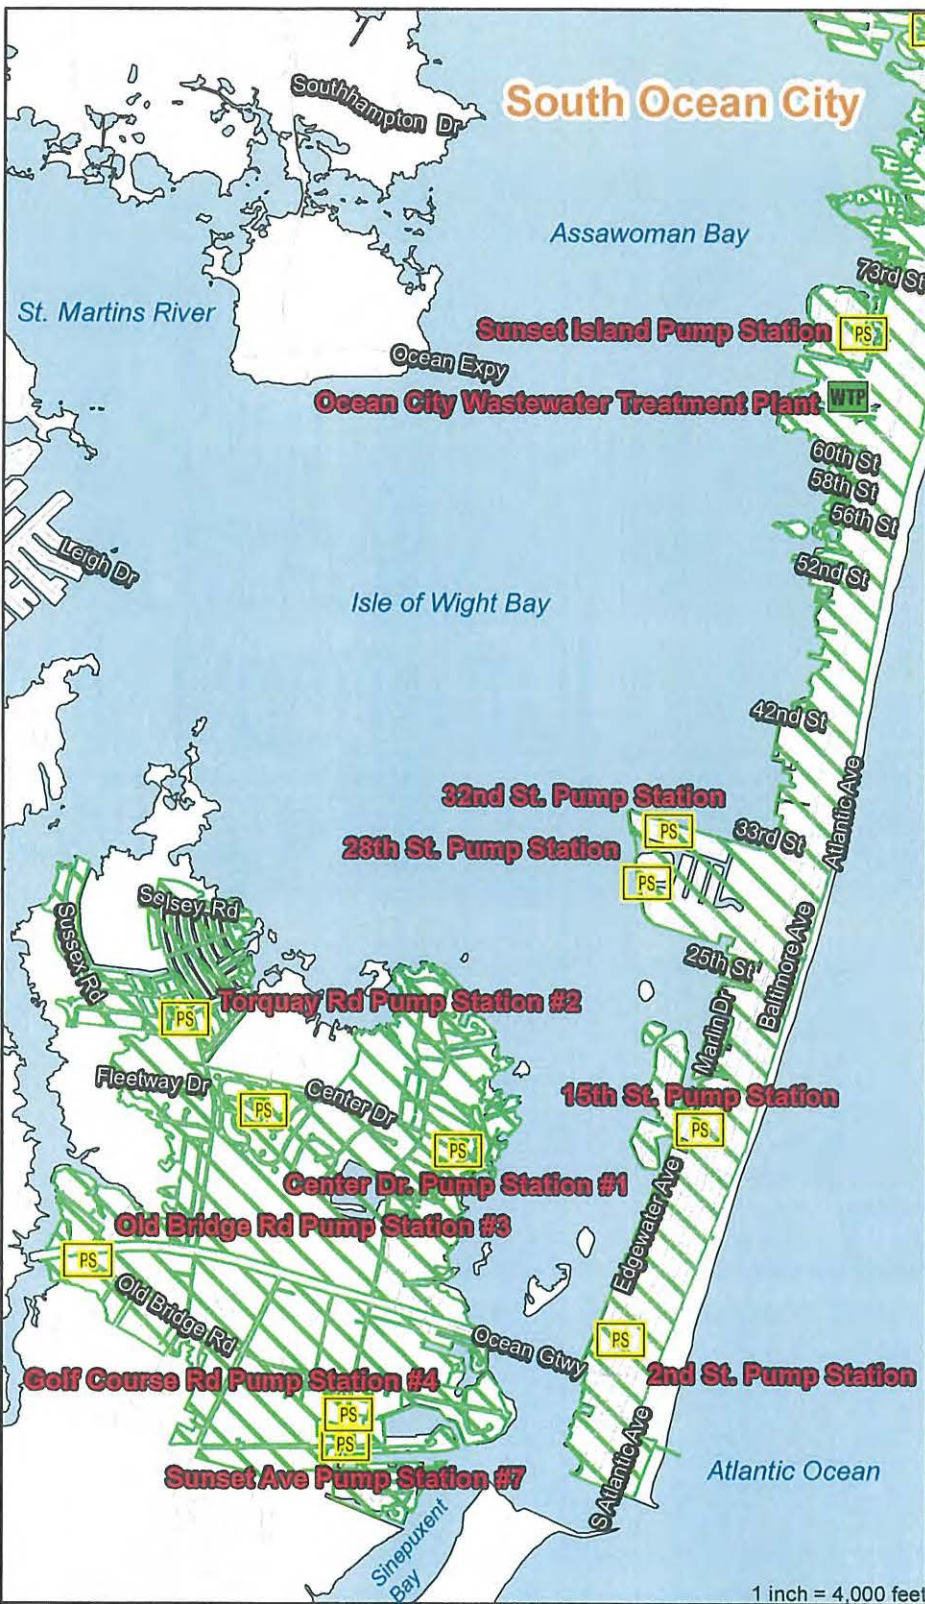 South Ocean City
Southhampton Dr
Assawoman Bay
73rd St
St. Martins River
Sunset Island Pump Station
PS
Ocean Expy
Ocean City Wastewater Treatment Plant
WTP
60th St
58th St
56th St
52nd St
Leigh Dr
Isle of Wight Bay
42nd St
Atlantic Ave
32nd St. Pump Station
PS
33rd St
28th St. Pump Station
PS
Selsey Rd
Sussex Rd
25th St
Baltimore Ave
Marlin Dr
Torquay Rd Pump Station #2
PS
Fleetway Dr
Center Dr
PS
15th St. Pump Station
PS
PS
Center Dr. Pump Station #1
Edgewater Ave
Old Bridge Rd Pump Station #3
PS
Old Bridge Rd
Ocean Gtwy
PS
2nd St. Pump Station
Golf Course Rd Pump Station #4
PS
PS
Sunset Ave Pump Station #7
S Atlantic Ave
Atlantic Ocean
Sinepuxent
Bay
1 inch = 4,000 feet